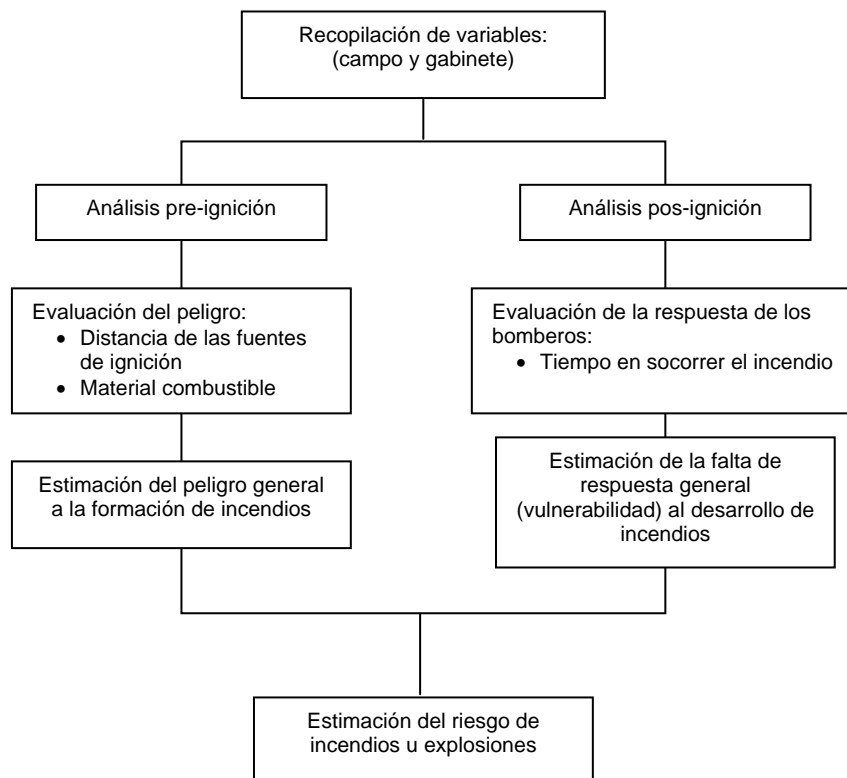 Recopilación de variables:
(campo y gabinete)
Análisis pre-ignición
Análisis pos-ignición
Evaluación del peligro:
• Distancia de las fuentes
de ignición
• Material combustible
Evaluación de la respuesta de los
bomberos:
• Tiempo en socorrer el incendio
Estimación del peligro general
a la formación de incendios
Estimación de la falta de
respuesta general
(vulnerabilidad) al desarrollo de
incendios
Estimación del riesgo de
incendios u explosiones